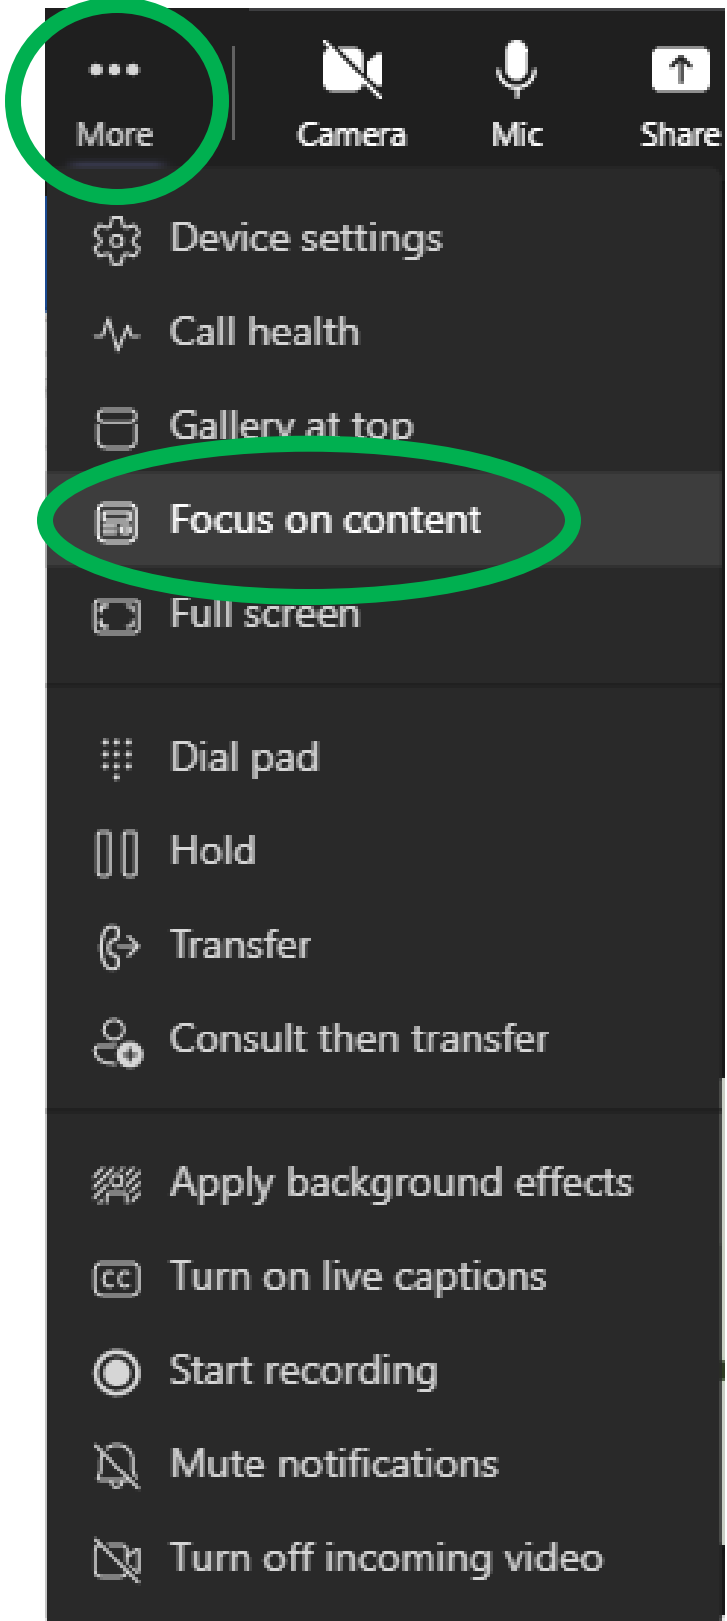 More Camera Mic Share
Device settings
Call health
Gallery at top
Focus on content
Full screen
Dial pad
Hold
Transfer
Consult then transfer
Apply background effects
CC Turn on live captions
Start recording
Mute notifications
Turn off incoming video